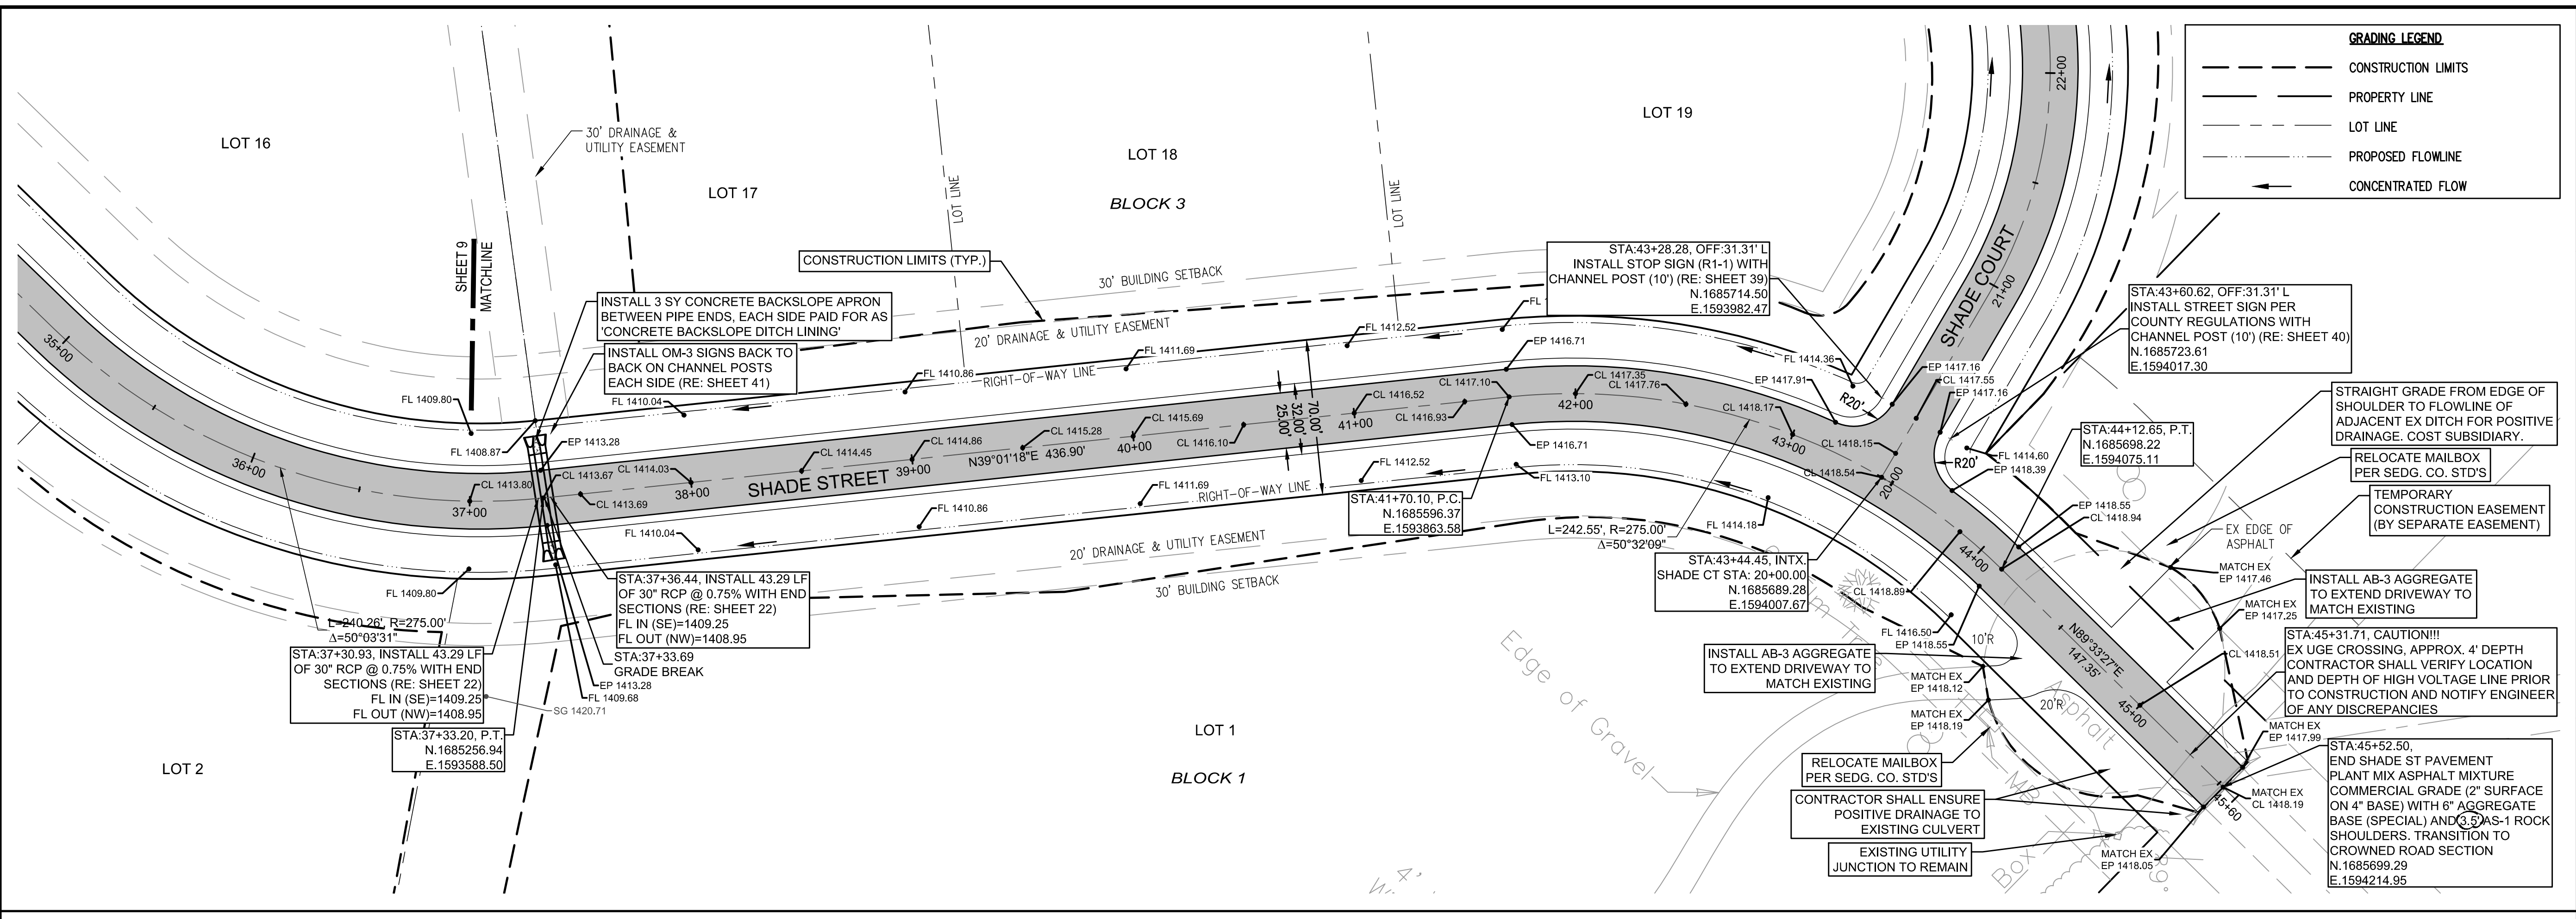 GRADING LEGEND
CONSTRUCTION LIMITS
PROPERTY LINE
LOT LINE
PROPOSED FLOWLINE
CONCENTRATED FLOW
LOT 16
LOT 17
LOT 18
LOT 19
BLOCK 3
LOT LINE
LOT LINE
30' DRAINAGE &
UTILITY EASEMENT
SHEET 9
MATCHLINE
CONSTRUCTION LIMITS (TYP.)
30' BUILDING SETBACK
20' DRAINAGE & UTILITY EASEMENT
RIGHT-OF-WAY LINE
INSTALL 3 SY CONCRETE BACKSLOPE APRON
BETWEEN PIPE ENDS, EACH SIDE PAID FOR AS
'CONCRETE BACKSLOPE DITCH LINING'
INSTALL OM-3 SIGNS BACK TO
BACK ON CHANNEL POSTS
EACH SIDE (RE: SHEET 41)
STA:43+28.28, OFF:31.31' L
INSTALL STOP SIGN (R1-1) WITH
CHANNEL POST (10') (RE: SHEET 39)
N.1685714.50
E.1593982.47
STA:43+60.62, OFF:31.31' L
INSTALL STREET SIGN PER
COUNTY REGULATIONS WITH
CHANNEL POST (10') (RE: SHEET 40)
N.1685723.61
E.1594017.30
SHADE COURT
22+00
21+00
20+00
FL 1409.80
FL 1408.87
FL 1410.04
FL 1410.86
FL 1411.69
FL 1412.52
FL
FL 1414.36
EP 1416.71
EP 1417.91
EP 1417.16
CL 1417.55
EP 1417.16
R20'
R20'
FL 1414.60
EP 1418.39
35+00
36+00
37+00
38+00
39+00
40+00
41+00
42+00
43+00
44+00
45+00
45+60
EP 1413.28
CL 1413.80
CL 1413.67
CL 1413.69
CL 1414.03
CL 1414.45
CL 1414.86
CL 1415.28
CL 1415.69
CL 1416.10
CL 1416.52
CL 1416.93
CL 1417.10
CL 1417.35
CL 1417.76
CL 1418.17
CL 1418.15
CL 1418.54
SHADE STREET
N39°01'18"E 436.90'
25.00'
32.00'
70.00'
EP 1416.71
FL 1412.52
FL 1413.10
FL 1411.69
FL 1410.86
FL 1410.04
FL 1409.80
FL 1414.18
RIGHT-OF-WAY LINE
20' DRAINAGE & UTILITY EASEMENT
30' BUILDING SETBACK
STA:41+70.10, P.C.
N.1685596.37
E.1593863.58
L=242.55', R=275.00'
Δ=50°32'09"
L=240.26', R=275.00'
Δ=50°03'31"
STA:37+30.93, INSTALL 43.29 LF
OF 30" RCP @ 0.75% WITH END
SECTIONS (RE: SHEET 22)
FL IN (SE)=1409.25
FL OUT (NW)=1408.95
STA:37+33.20, P.T.
N.1685256.94
E.1593588.50
STA:37+36.44, INSTALL 43.29 LF
OF 30" RCP @ 0.75% WITH END
SECTIONS (RE: SHEET 22)
FL IN (SE)=1409.25
FL OUT (NW)=1408.95
STA:37+33.69
GRADE BREAK
EP 1413.28
FL 1409.68
SG 1420.71
LOT 2
LOT 1
BLOCK 1
STA:43+44.45, INTX.
SHADE CT STA: 20+00.00
N.1685689.28
E.1594007.67
STA:44+12.65, P.T.
N.1685698.22
E.1594075.11
EP 1418.55
CL 1418.94
CL 1418.89
FL 1416.50
EP 1418.55
10'R
20'R
N89°33'27"E
147.35'
CL 1418.51
INSTALL AB-3 AGGREGATE
TO EXTEND DRIVEWAY TO
MATCH EXISTING
MATCH EX
EP 1418.12
MATCH EX
EP 1418.19
RELOCATE MAILBOX
PER SEDG. CO. STD'S
CONTRACTOR SHALL ENSURE
POSITIVE DRAINAGE TO
EXISTING CULVERT
EXISTING UTILITY
JUNCTION TO REMAIN
MATCH EX
EP 1418.05
Edge of Gravel
Asphalt
MB
Box
4'
STRAIGHT GRADE FROM EDGE OF
SHOULDER TO FLOWLINE OF
ADJACENT EX DITCH FOR POSITIVE
DRAINAGE. COST SUBSIDIARY.
RELOCATE MAILBOX
PER SEDG. CO. STD'S
TEMPORARY
CONSTRUCTION EASEMENT
(BY SEPARATE EASEMENT)
EX EDGE OF
ASPHALT
MATCH EX
EP 1417.46
INSTALL AB-3 AGGREGATE
TO EXTEND DRIVEWAY TO
MATCH EXISTING
MATCH EX
EP 1417.25
STA:45+31.71, CAUTION!!!
EX UGE CROSSING, APPROX. 4' DEPTH
CONTRACTOR SHALL VERIFY LOCATION
AND DEPTH OF HIGH VOLTAGE LINE PRIOR
TO CONSTRUCTION AND NOTIFY ENGINEER
OF ANY DISCREPANCIES
MATCH EX
EP 1417.99
MATCH EX
CL 1418.19
STA:45+52.50,
END SHADE ST PAVEMENT
PLANT MIX ASPHALT MIXTURE
COMMERCIAL GRADE (2" SURFACE
ON 4" BASE) WITH 6" AGGREGATE
BASE (SPECIAL) AND 3.5' AS-1 ROCK
SHOULDERS. TRANSITION TO
CROWNED ROAD SECTION
N.1685699.29
E.1594214.95